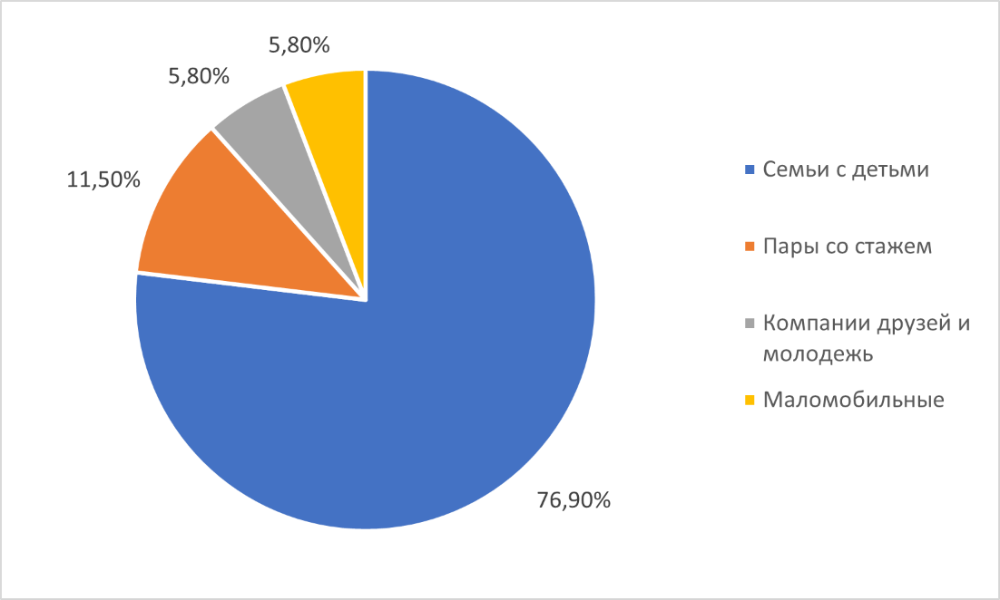 5,80%
5,80%
11,50%
76,90%
Семьи с детьми
Пары со стажем
Компании друзей и
молодежь
Маломобильные